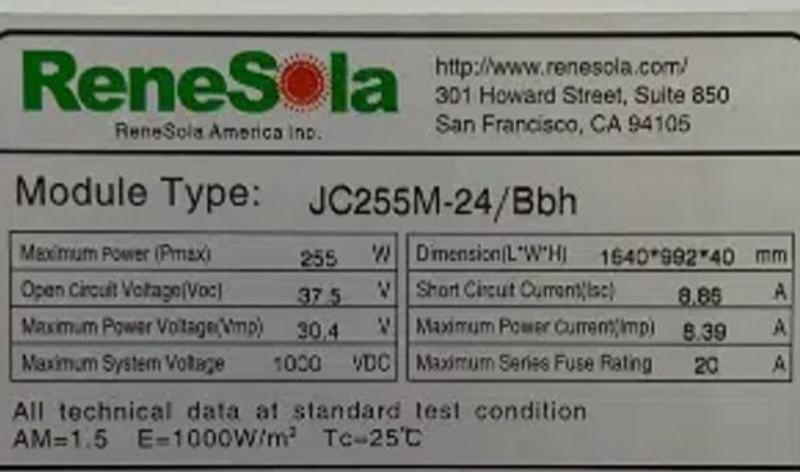 ReneSola
ReneSola America Inc.
http://www.renesola.com/
301 Howard Street, Suite 850
San Francisco, CA 94105
Module Type: JC255M-24/Bbh
Maximum Power (Pmax) 255 W
Dimension(L*W*H) 1640*992*40 mm
Open Circuit Voltage(Voc) 37.5 V
Short Circuit Current(Isc) 8.86 A
Maximum Power Voltage(Vmp) 30.4 V
Maximum Power Current(Imp) 8.39 A
Maximum System Voltage 1000 VDC
Maximum Series Fuse Rating 20 A
All technical data at standard test condition
AM=1.5 E=1000W/m² Tc=25℃